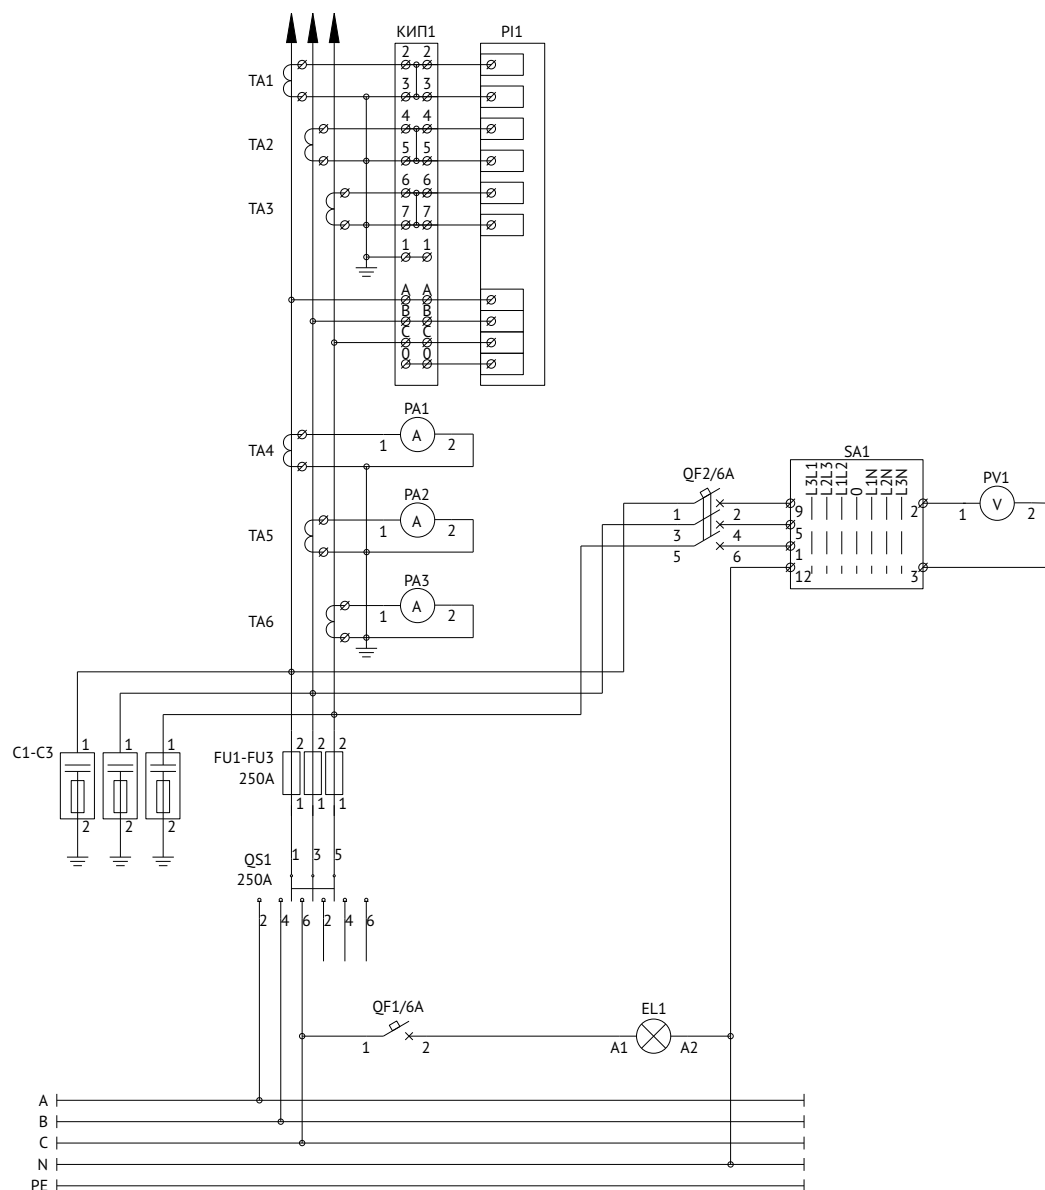 КИП1
PI1
2 2
TA1
3 3
4 4
TA2
5 5
6 6
TA3
7 7
1 1
A A
B B
C C
0 0
PA1
A
1 2
TA4
PA2
A
1 2
TA5
PA3
A
1 2
TA6
SA1
QF2/6A
L3L1
L2L3
L1L2
0
L1N
L2N
L3N
PV1
V
1 2
9 2
1 2
5
3 4
1
5 6
12 3
C1-C3
1 1 1
2 2 2
FU1-FU3
250A
2 2 2
1 1 1
QS1
250A
1 3 5
2 4 6 2 4 6
QF1/6A
1 2
EL1
A1 A2
A
B
C
N
PE